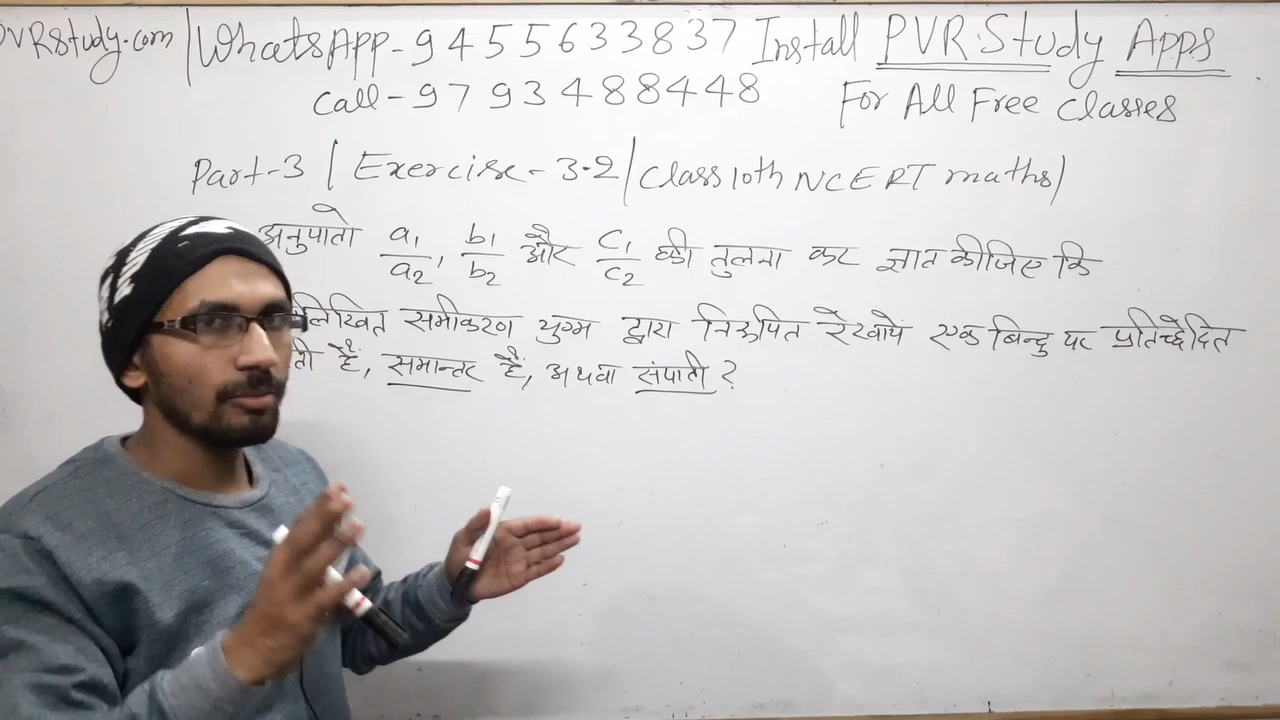 PVRStudy.com | WhatsApp - 9455633837 Install PVR Study Apps
Call - 9793488448 For All Free Classes
Part-3 | Exercise - 3.2 | Class 10th NCERT maths |
अनुपातो a1/a2, b1/b2 और c1/c2 की तुलना कर ज्ञात कीजिए कि
समीकरण युग्म द्वारा निरूपित रेखायें एक बिन्दु पर प्रतिच्छेदित
हैं, समान्तर हैं, अथवा संपाती ?